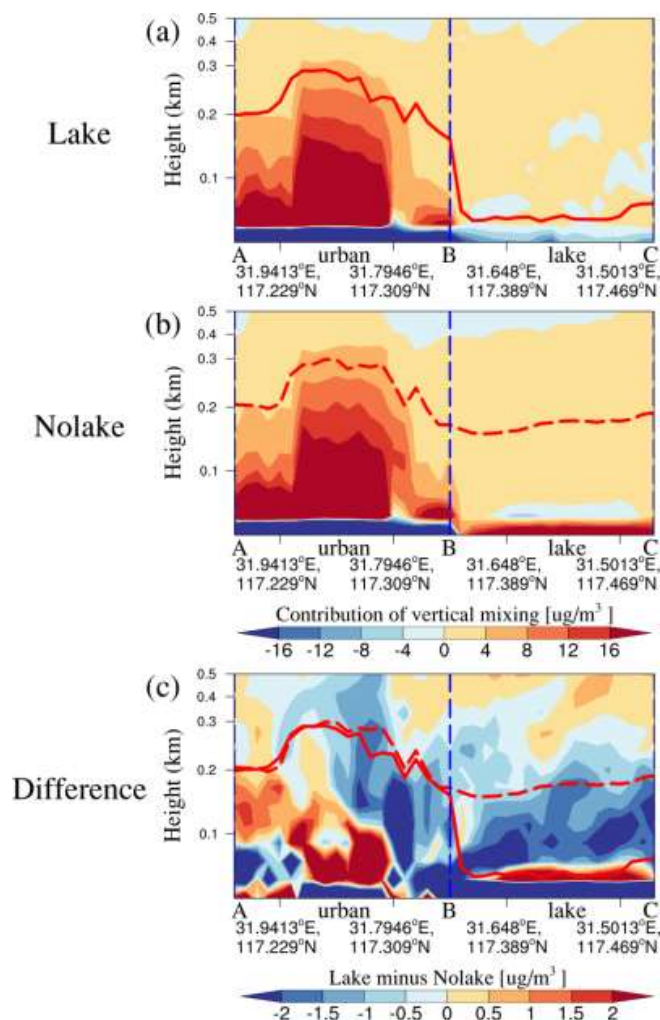 (a)
Lake
Height (km)
0.5
0.4
0.3
0.2
0.1
A urban B lake C
31.9413°E, 31.7946°E, 31.648°E, 31.5013°E,
117.229°N 117.309°N 117.389°N 117.469°N
(b)
Nolake
Height (km)
0.5
0.3
0.2
0.1
A urban B lake C
31.9413°E, 31.7946°E, 31.648°E, 31.5013°E,
117.229°N 117.309°N 117.389°N 117.469°N
Contribution of vertical mixing [ug/m³]
-16 -12 -8 -4 0 4 8 12 16
(c)
Difference
Height (km)
0.5
0.4
0.3
0.2
0.1
A urban B lake C
31.9413°E, 31.7946°E, 31.648°E, 31.5013°E,
117.229°N 117.309°N 117.389°N 117.469°N
Lake minus Nolake [ug/m³]
-2 -1.5 -1 -0.5 0 0.5 1 1.5 2